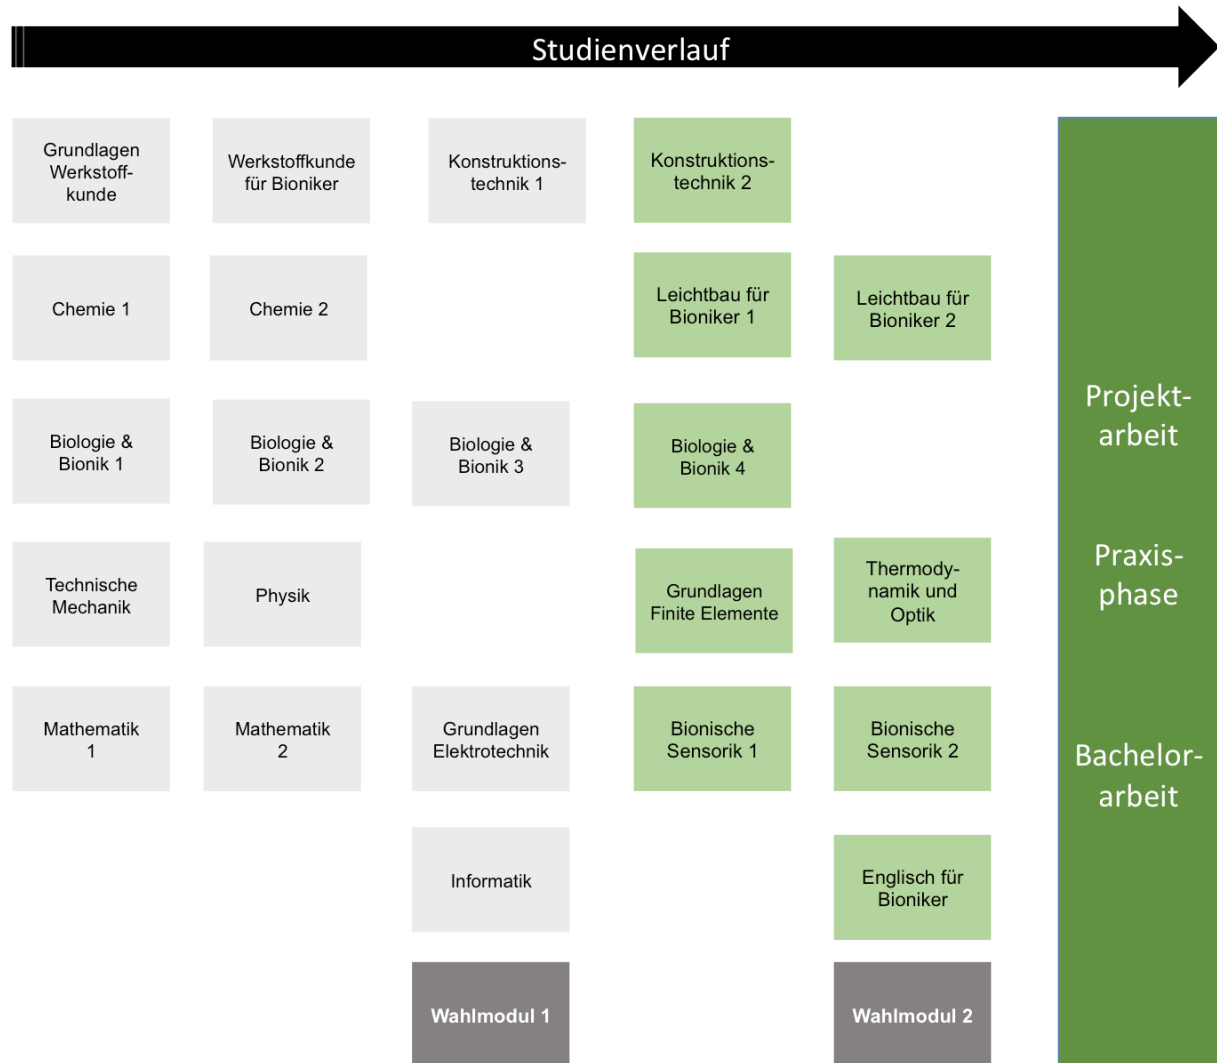 Studienverlauf
Grundlagen
Werkstoff-
kunde
Werkstoffkunde
für Bioniker
Konstruktions-
technik 1
Konstruktions-
technik 2
Chemie 1
Chemie 2
Leichtbau für
Bioniker 1
Leichtbau für
Bioniker 2
Biologie &
Bionik 1
Biologie &
Bionik 2
Biologie &
Bionik 3
Biologie &
Bionik 4
Technische
Mechanik
Physik
Grundlagen
Finite Elemente
Thermody-
namik und
Optik
Mathematik
1
Mathematik
2
Grundlagen
Elektrotechnik
Bionische
Sensorik 1
Bionische
Sensorik 2
Informatik
Englisch für
Bioniker
Wahlmodul 1
Wahlmodul 2
Projekt-
arbeit
Praxis-
phase
Bachelor-
arbeit